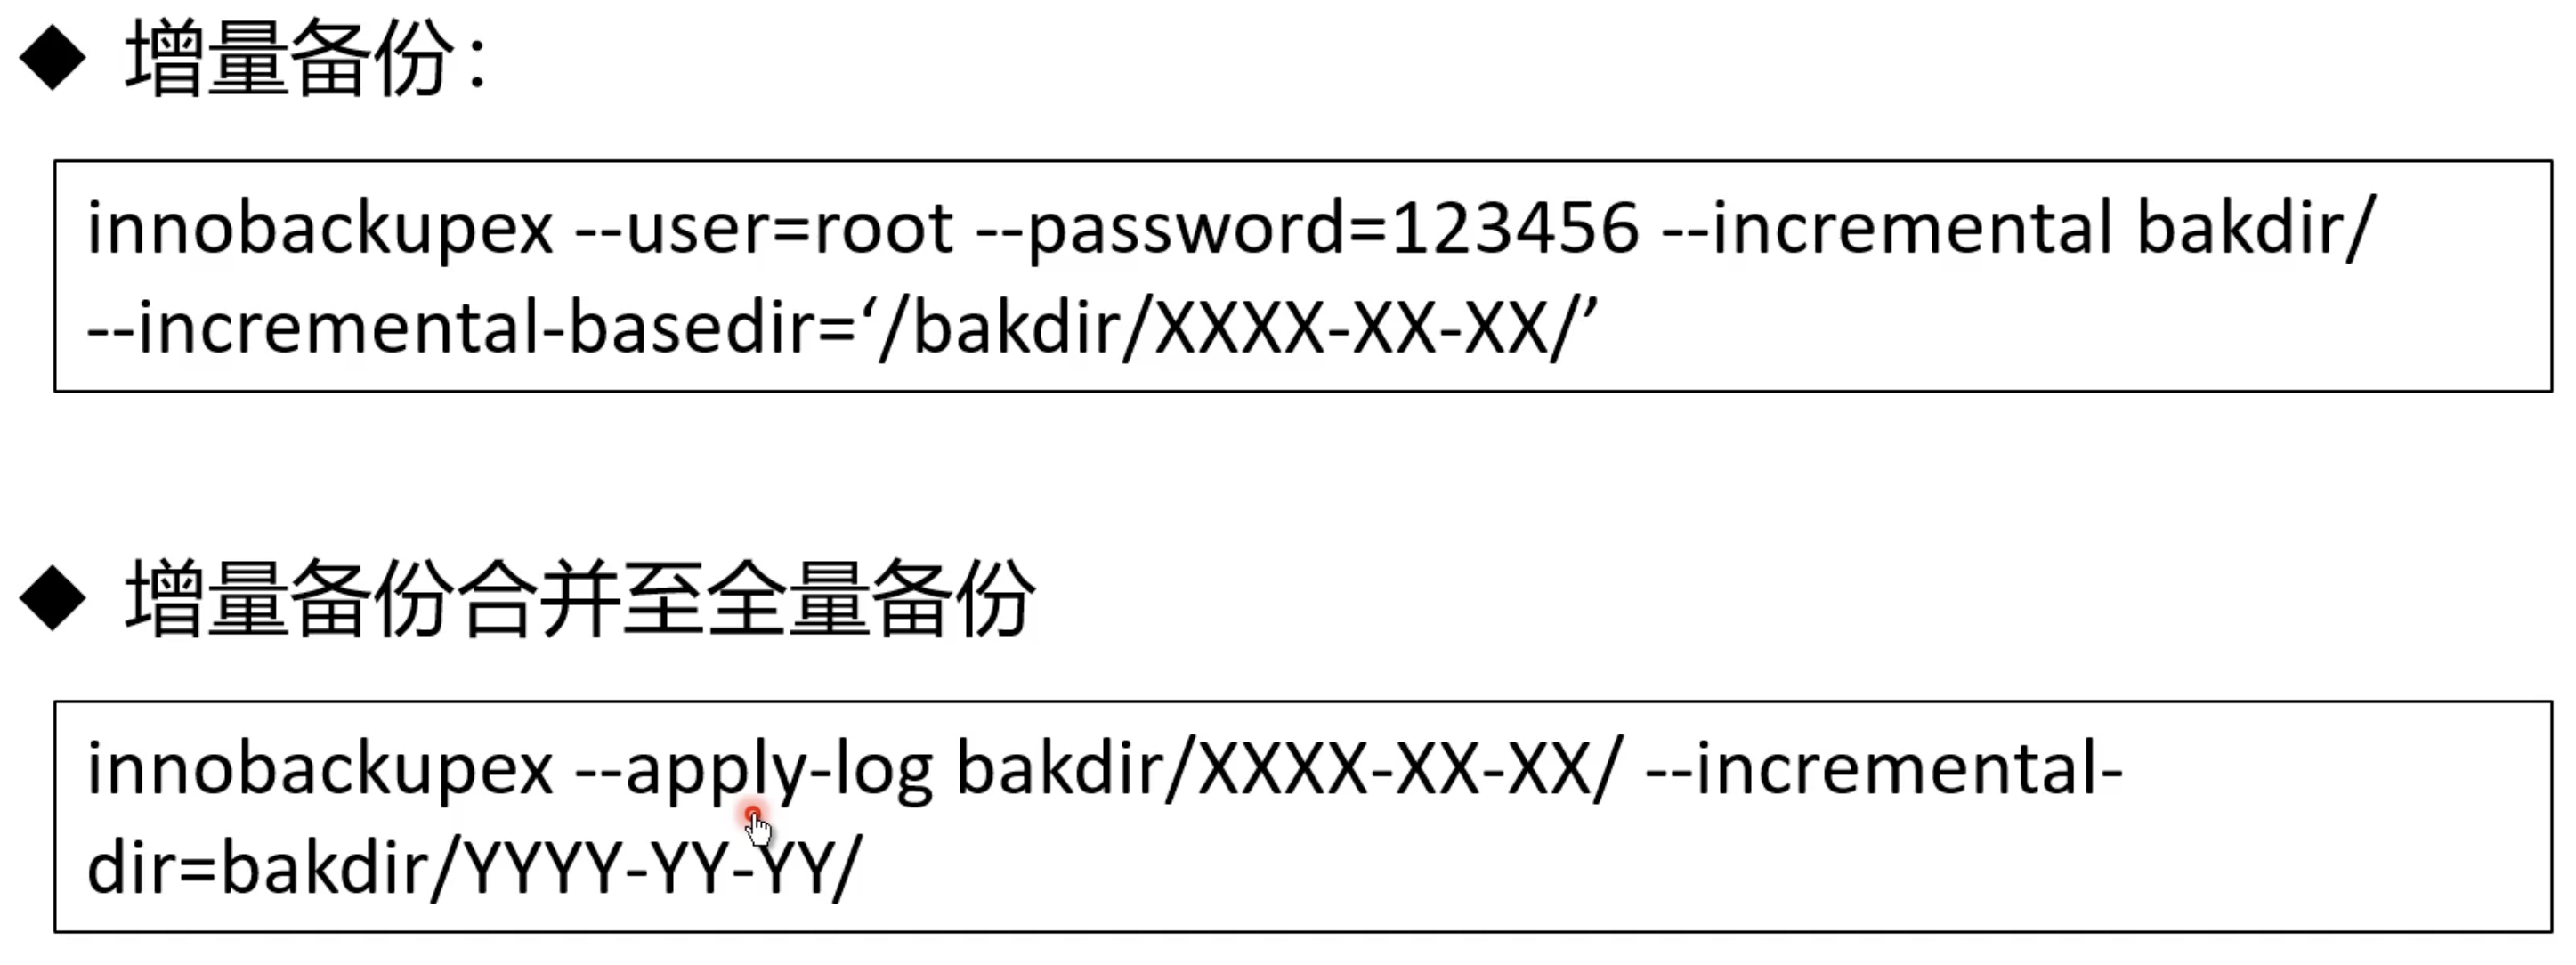 ◆ 增量备份：
innobackupex --user=root --password=123456 --incremental bakdir/
--incremental-basedir=‘/bakdir/XXXX-XX-XX/’
◆ 增量备份合并至全量备份
innobackupex --apply-log bakdir/XXXX-XX-XX/ --incremental-
dir=bakdir/YYYY-YY-YY/